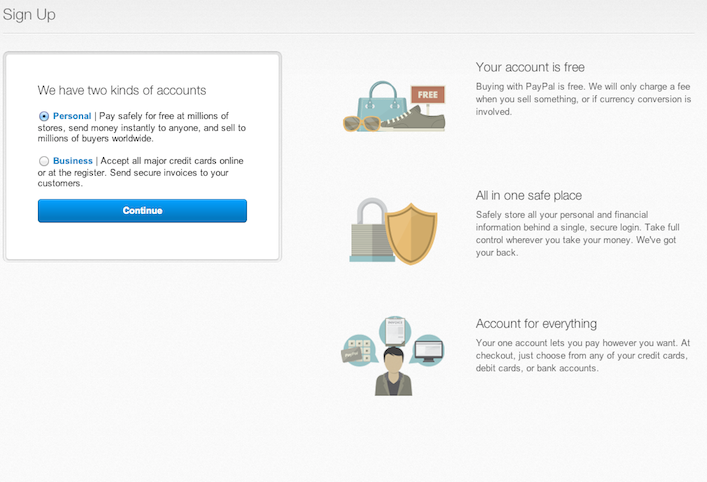 Sign Up
We have two kinds of accounts
Personal | Pay safely for free at millions of
stores, send money instantly to anyone, and sell to
millions of buyers worldwide.
Business | Accept all major credit cards online
or at the register. Send secure invoices to your
customers.
Continue
FREE
Your account is free
Buying with PayPal is free. We will only charge a fee
when you sell something, or if currency conversion is
involved.
All in one safe place
Safely store all your personal and financial
information behind a single, secure login. Take full
control wherever you take your money. We've got
your back.
PayPal
Account for everything
Your one account lets you pay however you want. At
checkout, just choose from any of your credit cards,
debit cards, or bank accounts.